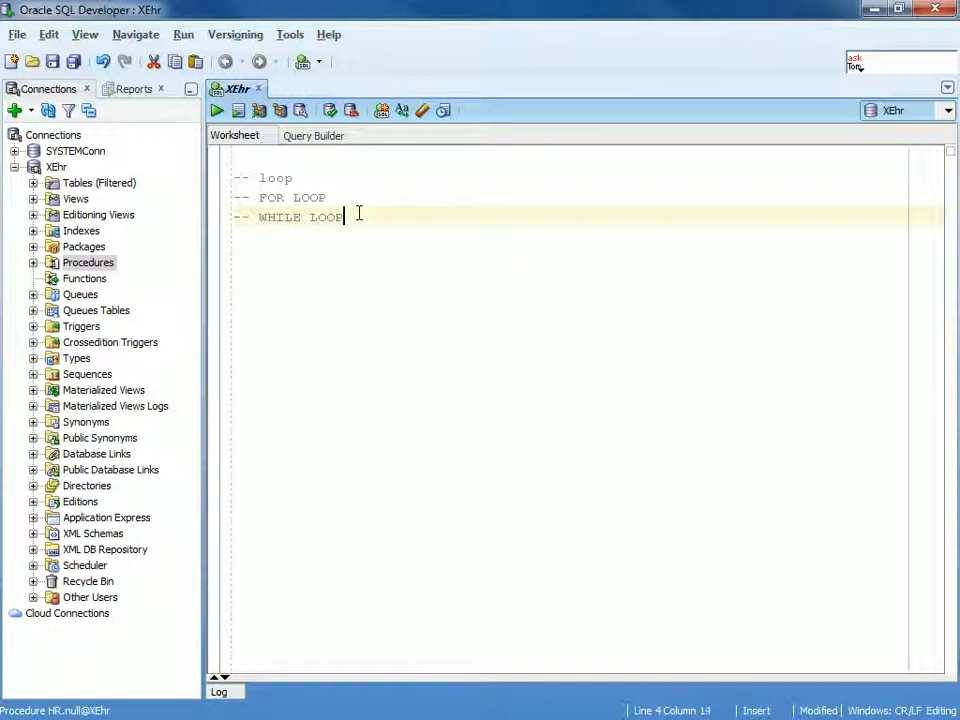 Oracle SQL Developer : XEhr
File Edit View Navigate Run Versioning Tools Help
ask
Tom
Connections Reports
XEhr
XEhr
Worksheet Query Builder
Connections
SYSTEMConn
XEhr
Tables (Filtered)
Views
Editioning Views
Indexes
Packages
Procedures
Functions
Queues
Queues Tables
Triggers
Crossedition Triggers
Types
Sequences
Materialized Views
Materialized Views Logs
Synonyms
Public Synonyms
Database Links
Public Database Links
Directories
Editions
Application Express
XML Schemas
XML DB Repository
Scheduler
Recycle Bin
Other Users
Cloud Connections
-- loop
-- FOR LOOP
-- WHILE LOOP
Log
Procedure HR.null@XEhr
Line 4 Column 14 Insert Modified Windows: CR/LF Editing